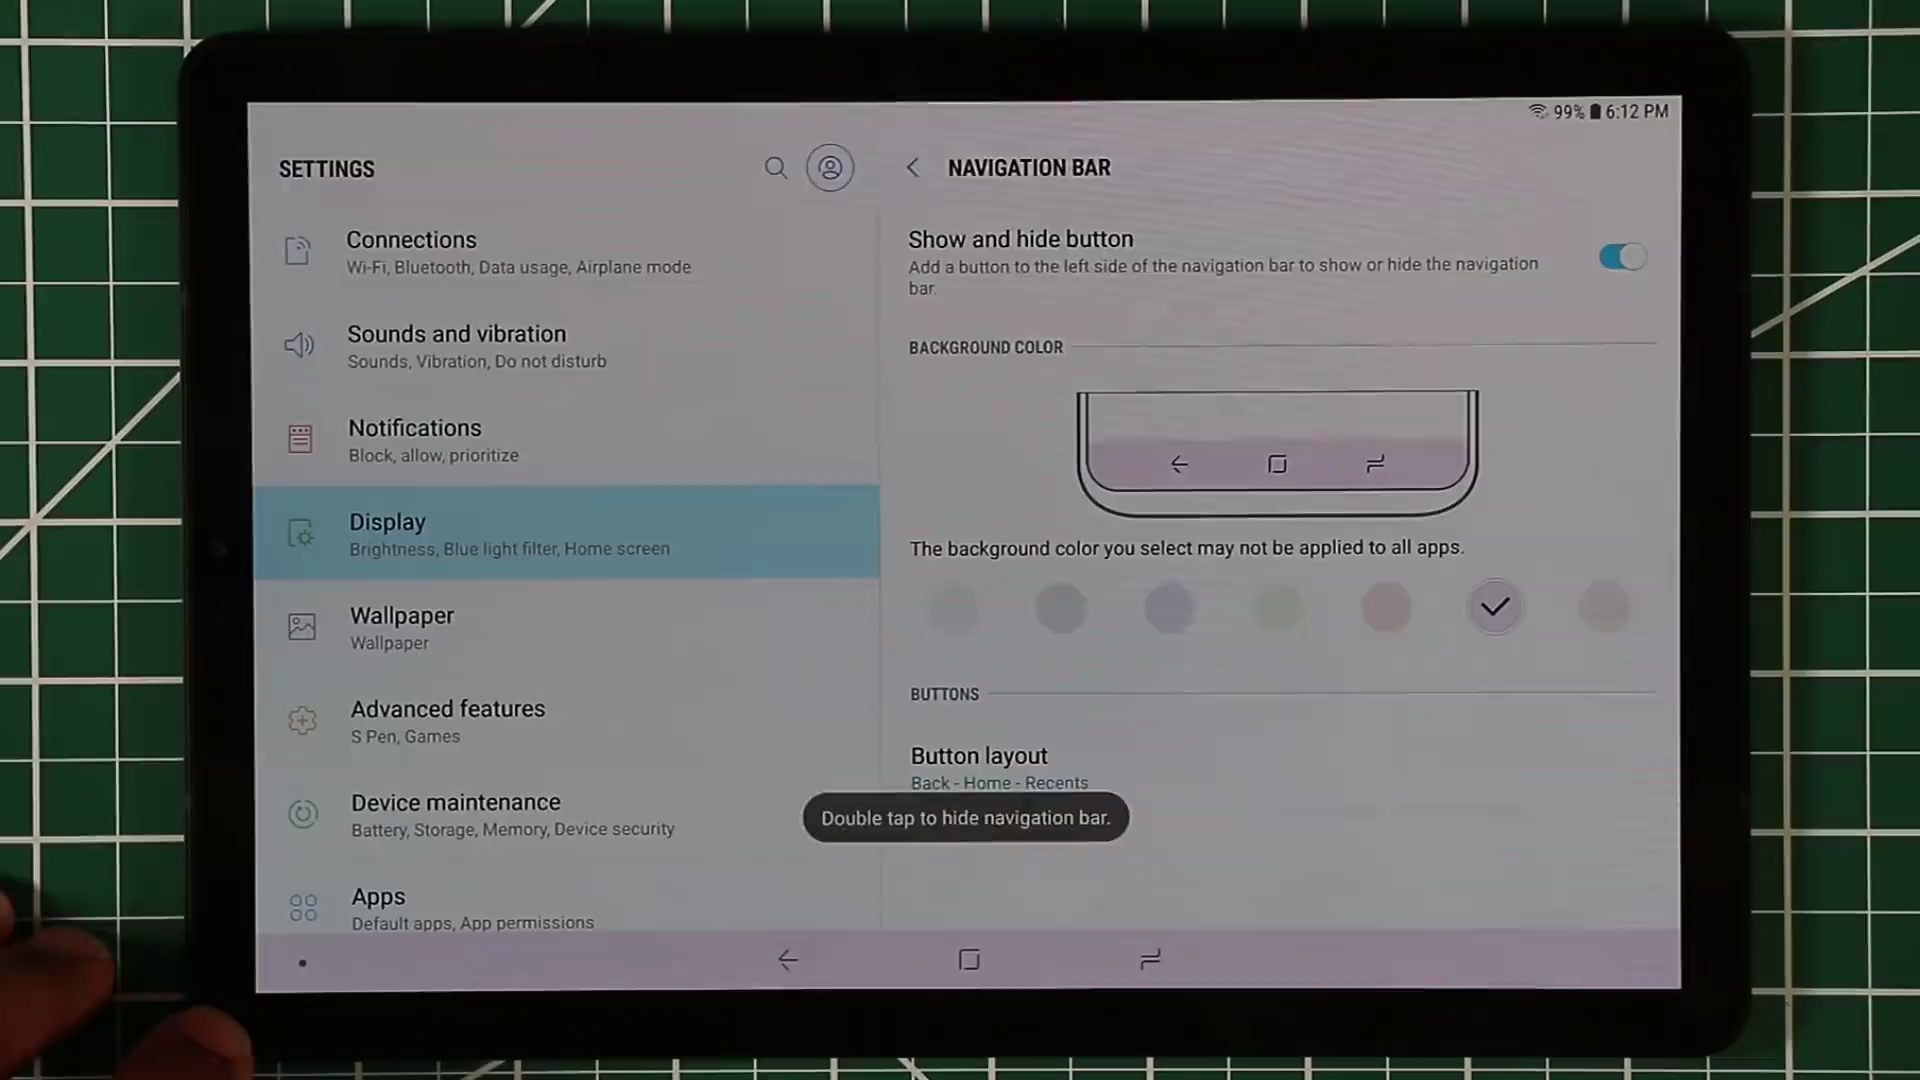 99% 6:12 PM
SETTINGS
NAVIGATION BAR
Connections
Wi-Fi, Bluetooth, Data usage, Airplane mode
Sounds and vibration
Sounds, Vibration, Do not disturb
Notifications
Block, allow, prioritize
Display
Brightness, Blue light filter, Home screen
Wallpaper
Wallpaper
Advanced features
S Pen, Games
Device maintenance
Battery, Storage, Memory, Device security
Apps
Default apps, App permissions
Show and hide button
Add a button to the left side of the navigation bar to show or hide the navigation
bar.
BACKGROUND COLOR
The background color you select may not be applied to all apps.
BUTTONS
Button layout
Back - Home - Recents
Double tap to hide navigation bar.